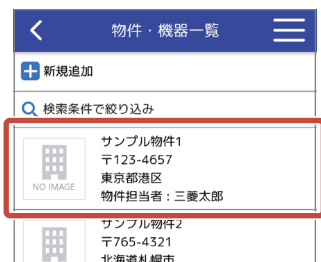 物件・機器一覧
新規追加
検索条件で絞り込み
サンプル物件1
〒123-4657
東京都港区
物件担当者：三菱太郎
NO IMAGE
サンプル物件2
〒765-4321
北海道札幌市